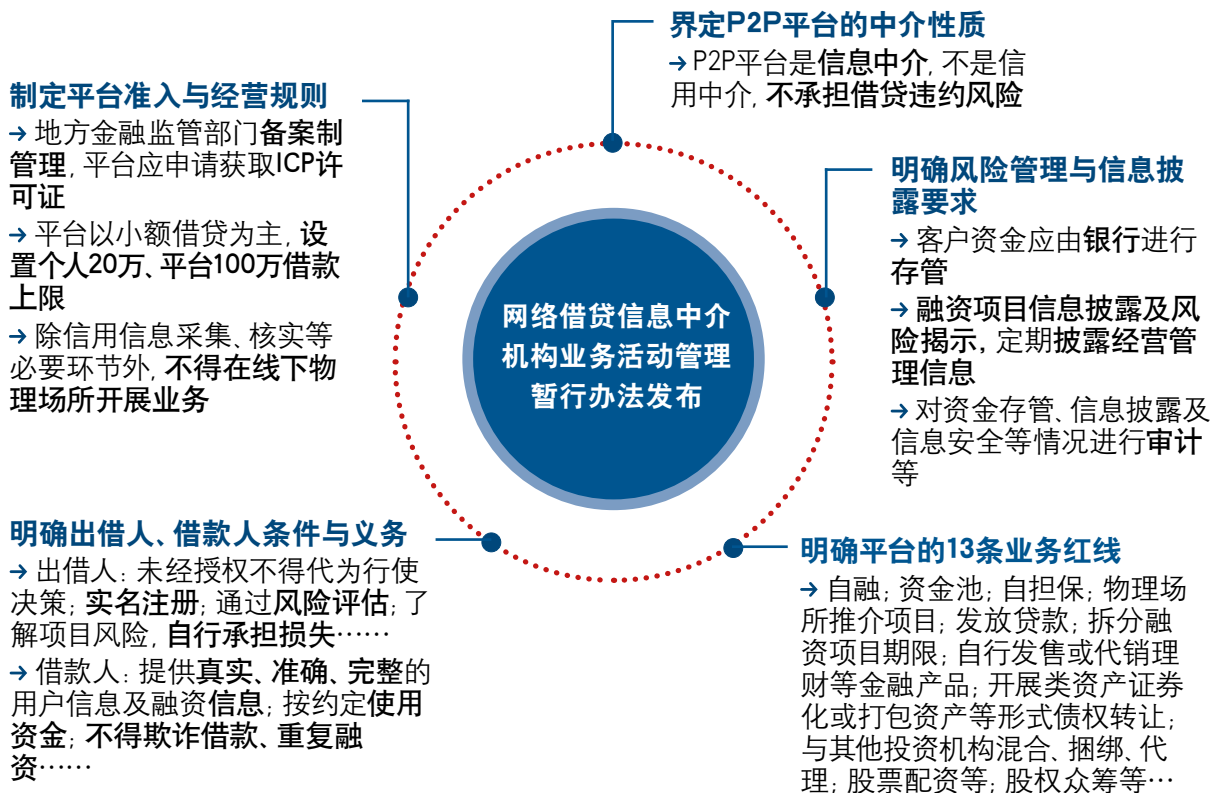 界定P2P平台的中介性质
→ P2P平台是信息中介, 不是信
用中介, 不承担借贷违约风险
制定平台准入与经营规则
→ 地方金融监管部门备案制
管理, 平台应申请获取ICP许
可证
→ 平台以小额借贷为主, 设
置个人20万、平台100万借款
上限
→ 除信用信息采集、核实等
必要环节外, 不得在线下物
理场所开展业务
明确风险管理与信息披
露要求
→ 客户资金应由银行进行
存管
→ 融资项目信息披露及风
险揭示, 定期披露经营管
理信息
→ 对资金存管、信息披露及
信息安全等情况进行审计
等
网络借贷信息中介
机构业务活动管理
暂行办法发布
明确出借人、借款人条件与义务
→ 出借人: 未经授权不得代为行使
决策; 实名注册; 通过风险评估; 了
解项目风险, 自行承担损失……
→ 借款人: 提供真实、准确、完整的
用户信息及融资信息; 按约定使用
资金; 不得欺诈借款、重复融
资……
明确平台的13条业务红线
→ 自融; 资金池; 自担保; 物理场
所推介项目; 发放贷款; 拆分融
资项目期限; 自行发售或代销理
财等金融产品; 开展类资产证券
化或打包资产等形式债权转让;
与其他投资机构混合、捆绑、代
理; 股票配资等; 股权众筹等…